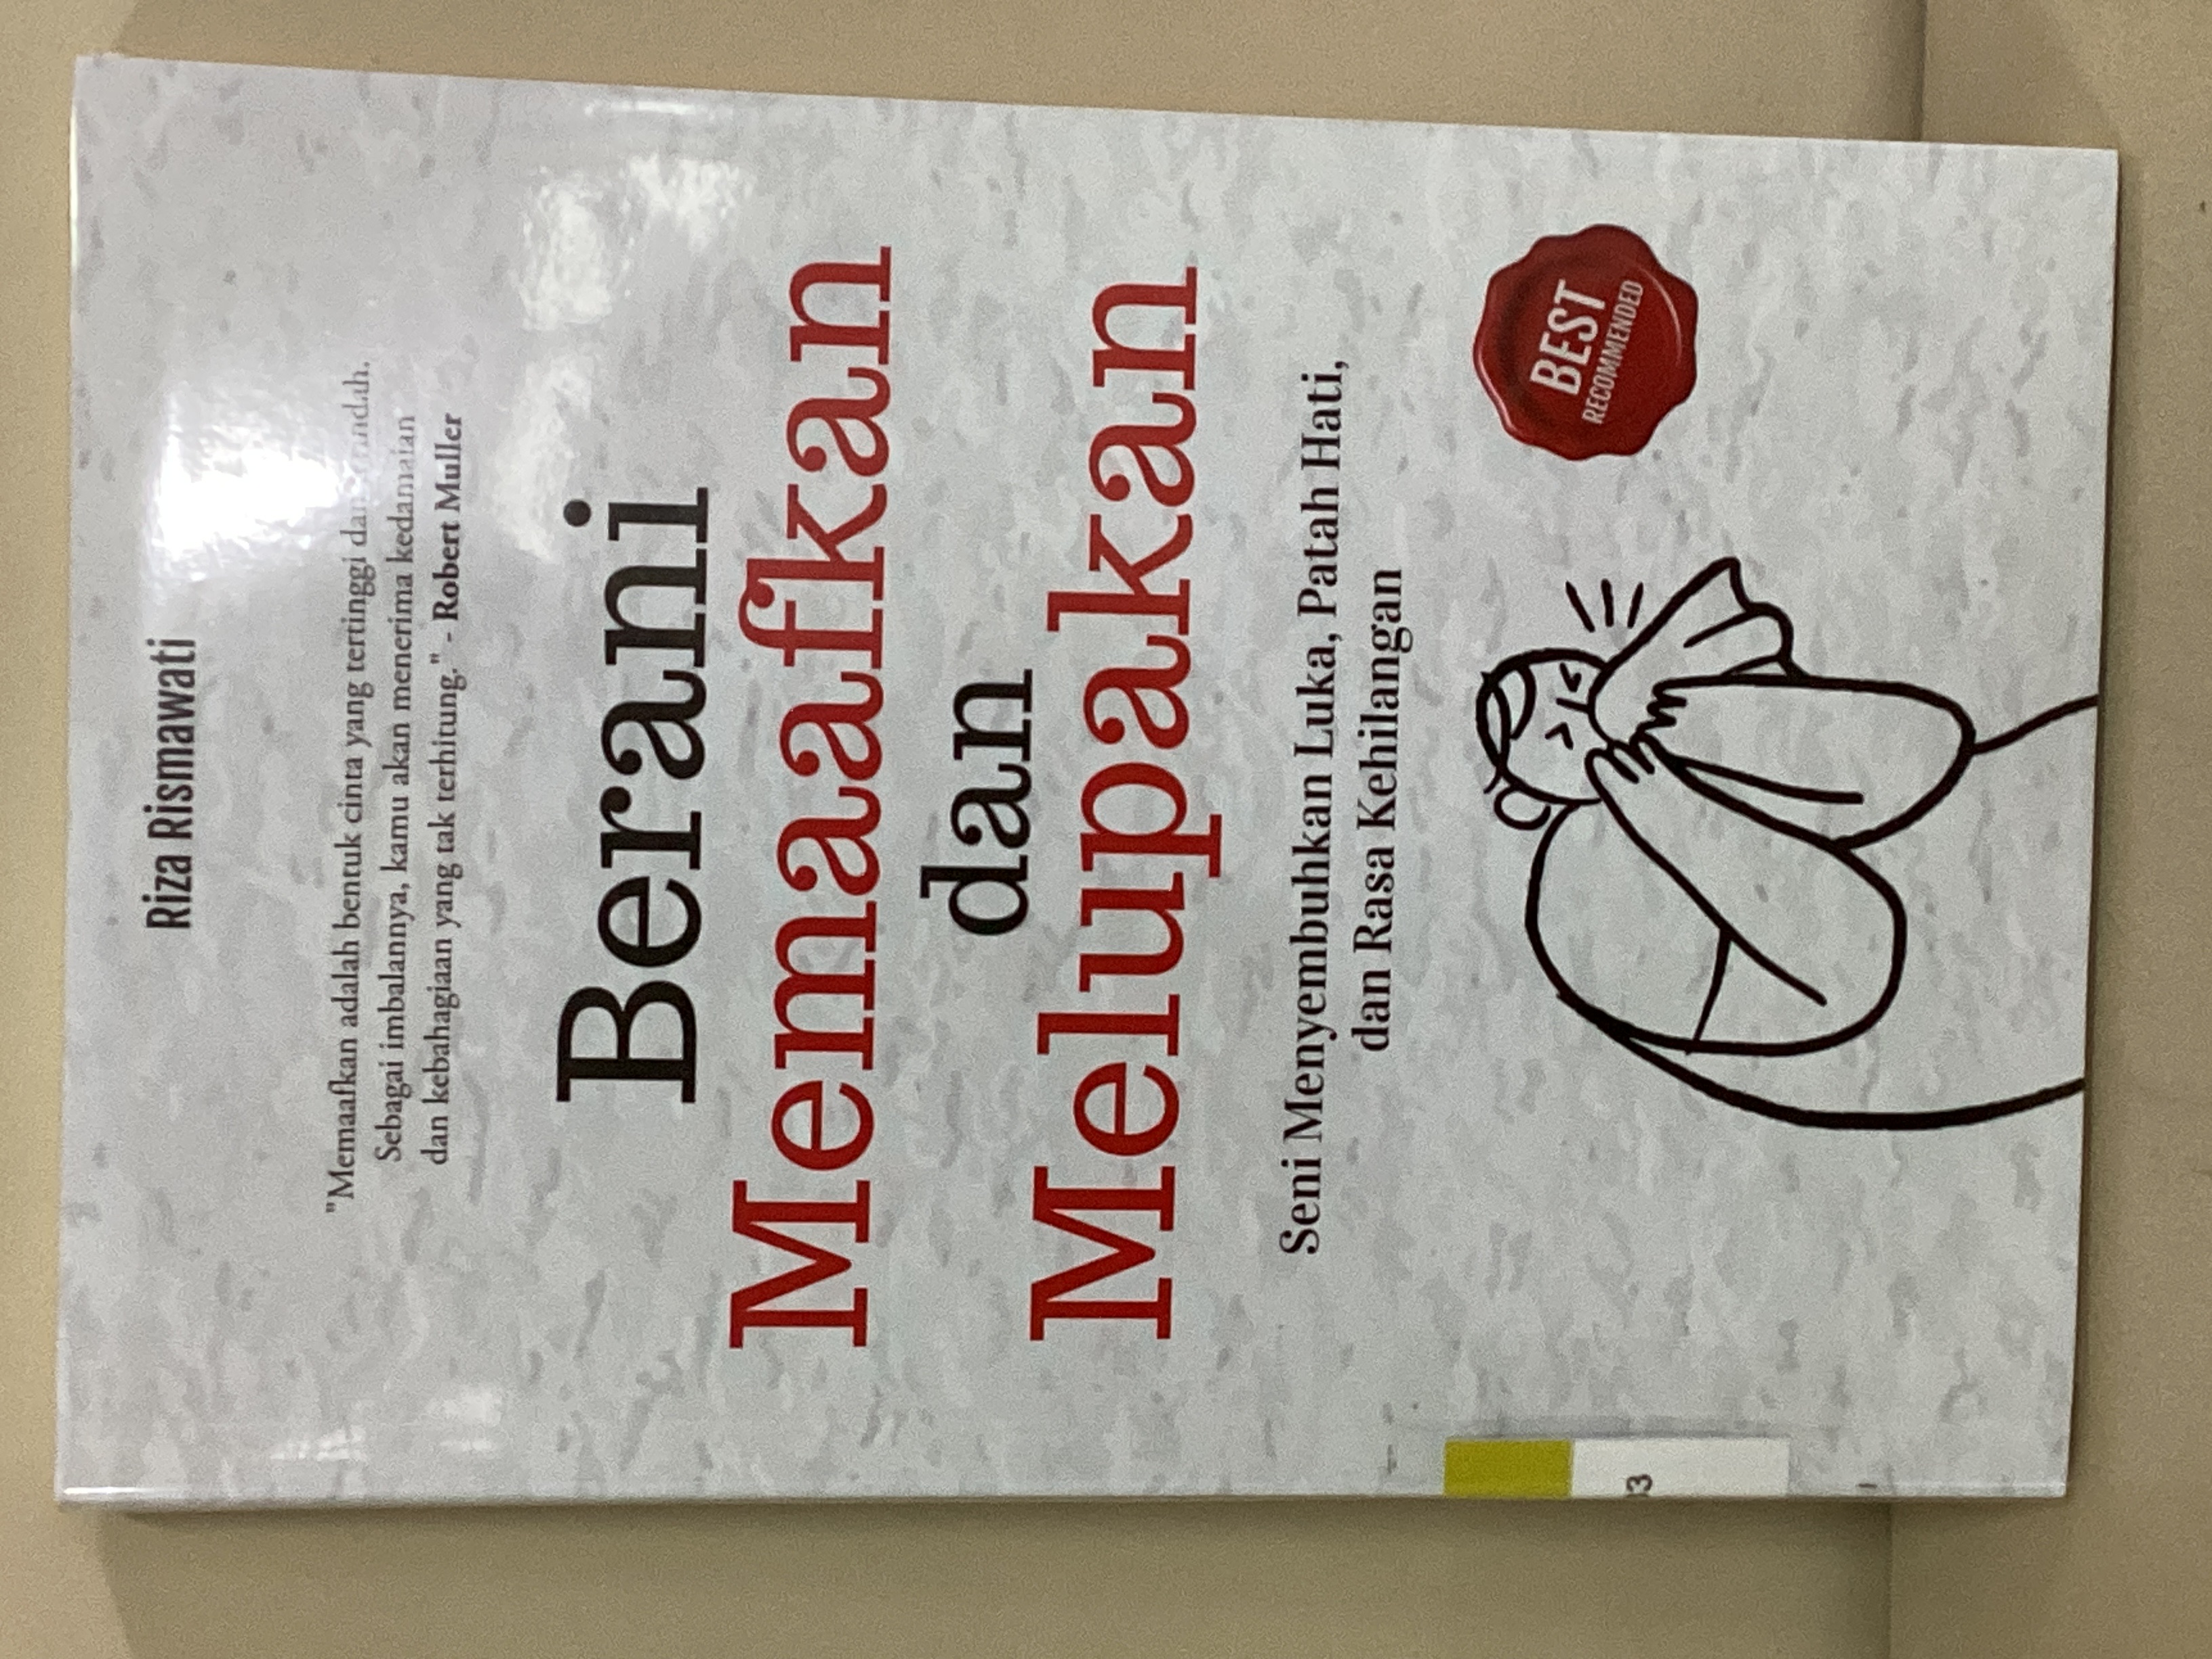 Riza Rismawati
"Memaafkan adalah bentuk cinta yang tertinggi dan indah.
Sebagai imbalannya, kamu akan menerima kedamaian
dan kebahagiaan yang tak terhitung." - Robert Muller
Berani
Memaafkan
dan
Melupakan
Seni Menyembuhkan Luka, Patah Hati,
dan Rasa Kehilangan
BEST
RECOMMENDED